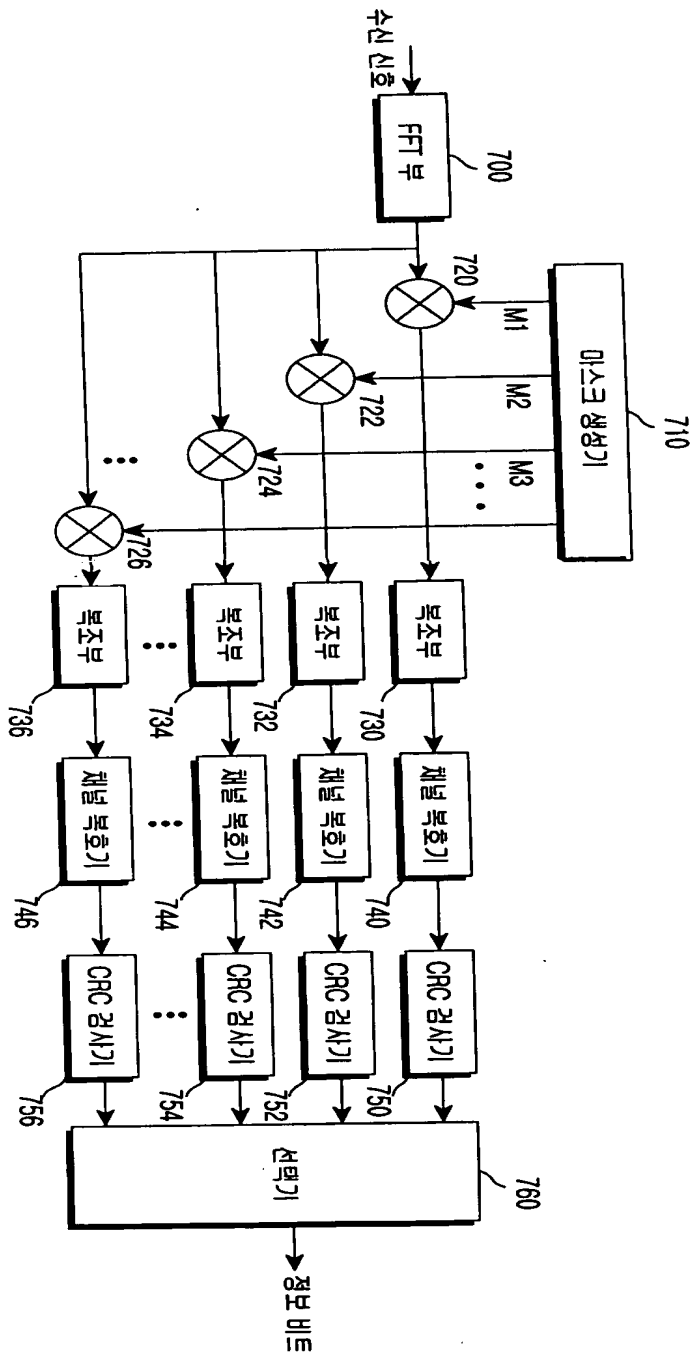 수신 신호
FFT 부
700
마스크 생성기
710
M1
M2
M3
720
722
724
726
복조부
730
복조부
732
복조부
734
복조부
736
채널 복호기
740
채널 복호기
742
채널 복호기
744
채널 복호기
746
CRC 검사기
750
CRC 검사기
752
CRC 검사기
754
CRC 검사기
756
선택기
760
정보 비트